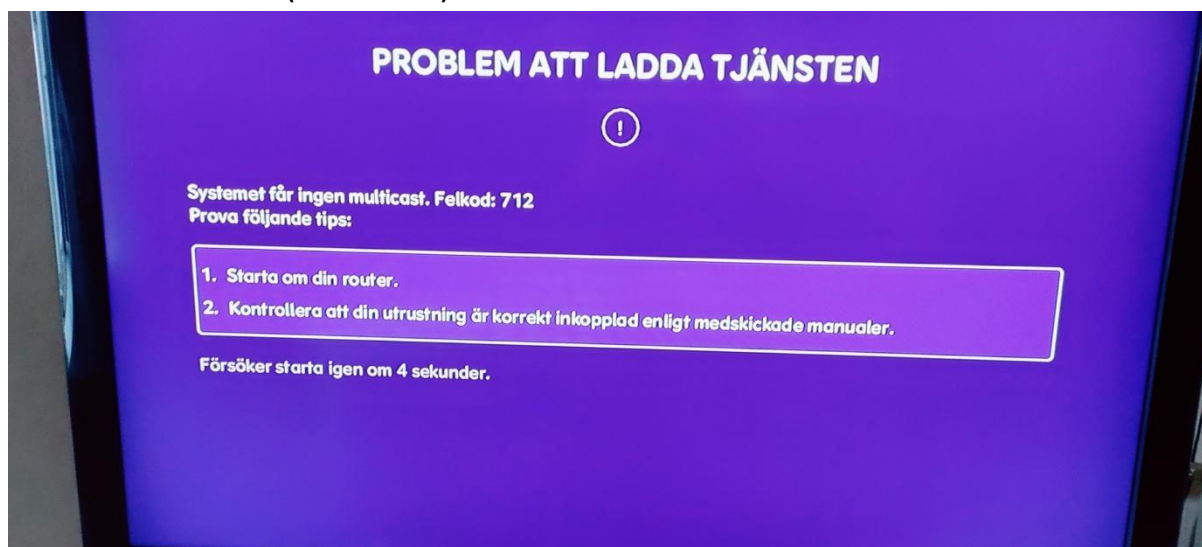 PROBLEM ATT LADDA TJÄNSTEN
!
Systemet får ingen multicast. Felkod: 712
Prova följande tips:
1. Starta om din router.
2. Kontrollera att din utrustning är korrekt inkopplad enligt medskickade manualer.
Försöker starta igen om 4 sekunder.